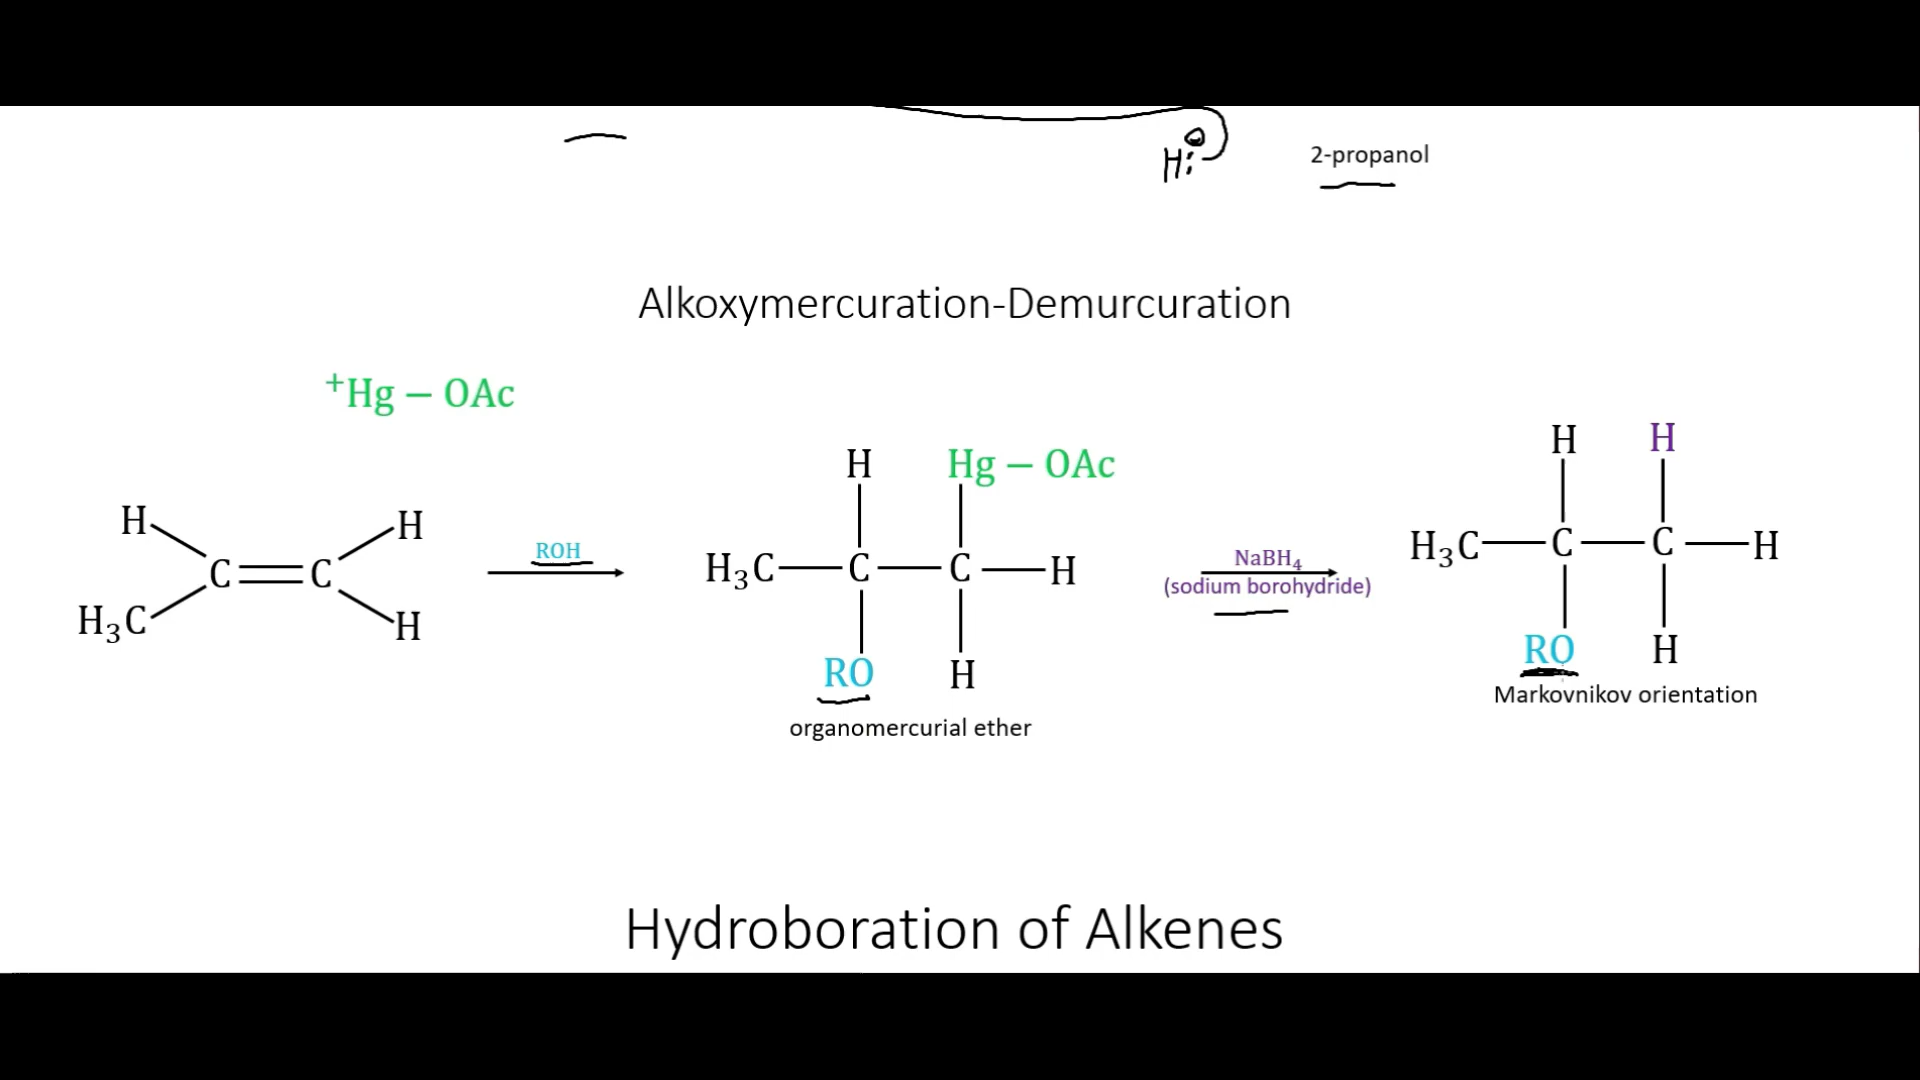 H:⊖
2-propanol
Alkoxymercuration-Demurcuration
⁺Hg – OAc
H H
C=C
H₃C H
ROH
H Hg – OAc
H₃C—C—C—H
RO H
organomercurial ether
NaBH₄
(sodium borohydride)
H H
H₃C—C—C—H
RO H
Markovnikov orientation
Hydroboration of Alkenes